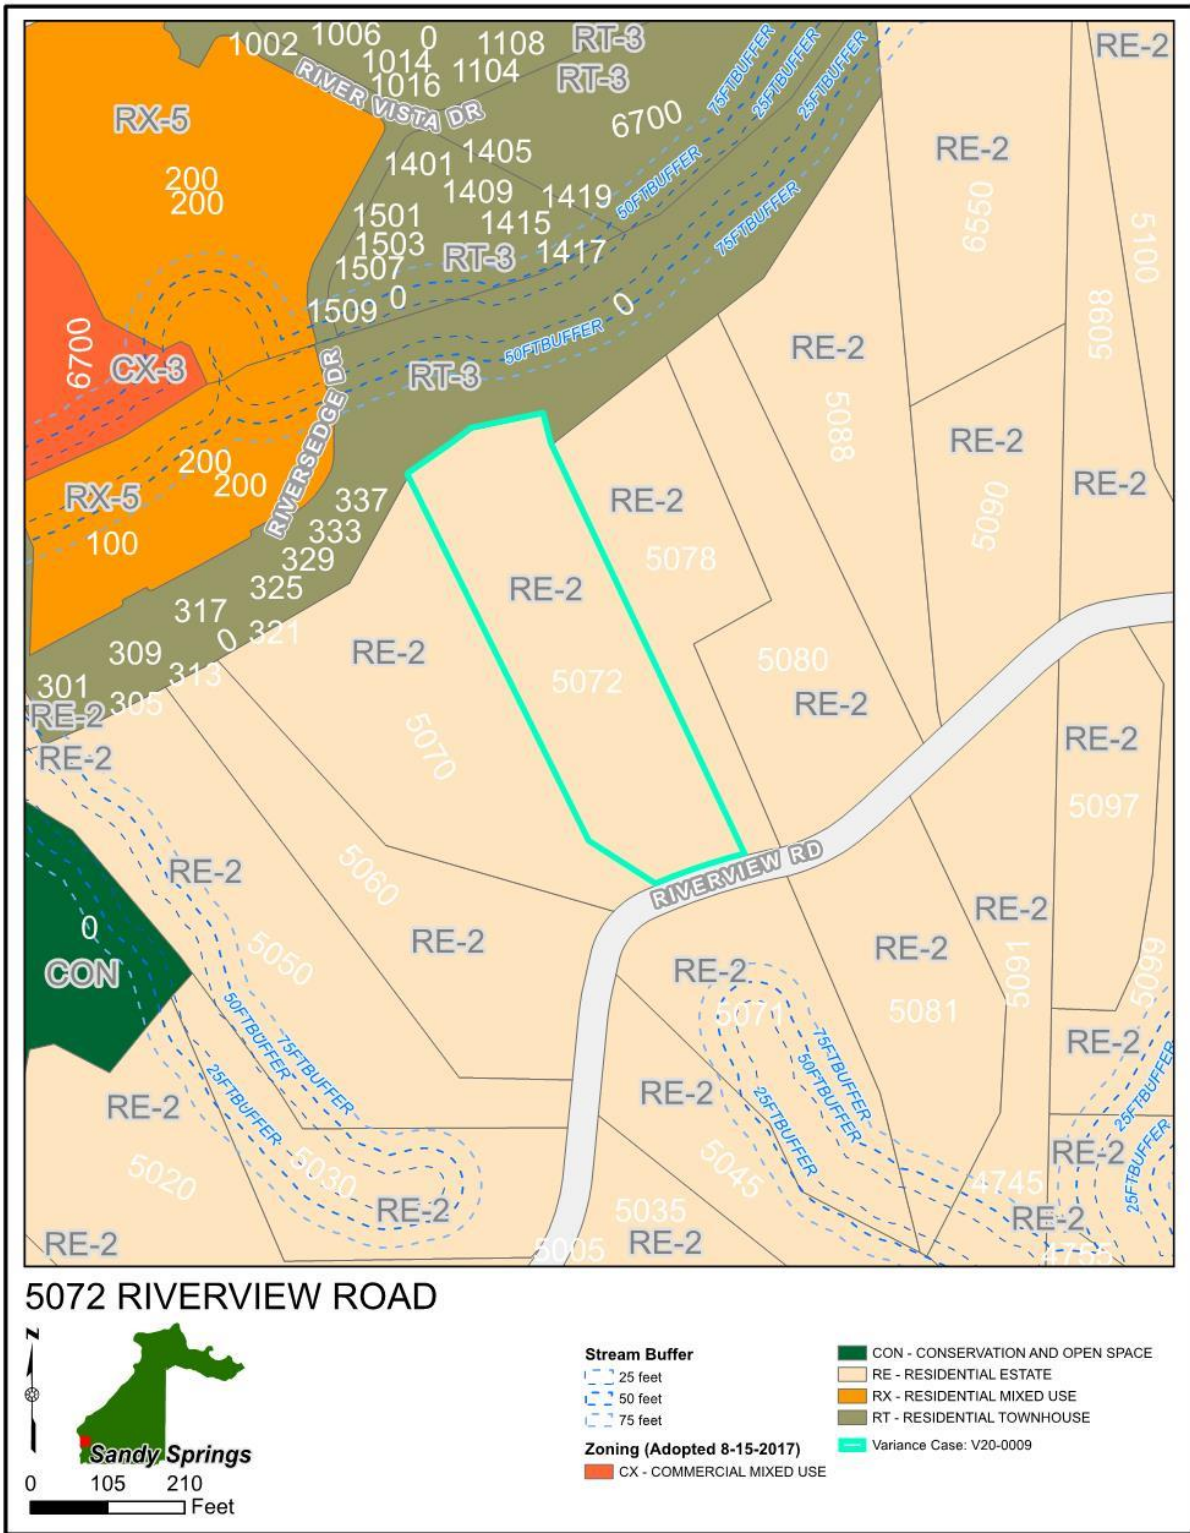 1002
1006
0
1014
1016
1108
1104
RT-3
RT-3
RE-2
RIVER VISTA DR
RX-5
200
200
6700
75FTBUFFER
25FTBUFFER
25FTBUFFER
RE-2
6550
1401
1405
1409
1419
1415
1417
1501
1503
1507
1509
0
RT-3
50FTBUFFER
75FTBUFFER
5100
5098
0
50FTBUFFER
6700
CX-3
RT-3
RIVERSEDGE DR
RE-2
5088
RE-2
5090
RE-2
200
200
RX-5
100
337
333
329
325
321
317
0
309
313
301
305
RE-2
RE-2
RE-2
5078
RE-2
5072
RE-2
5070
5080
RE-2
RE-2
5097
RIVERVIEW RD
RE-2
5060
RE-2
5050
0
CON
RE-2
5071
RE-2
5081
RE-2
5091
5099
50FTBUFFER
75FTBUFFER
25FTBUFFER
75FTBUFFER
50FTBUFFER
25FTBUFFER
RE-2
25FTBUFFER
25FTBUFFER
RE-2
RE-2
RE-2
5020
5030
RE-2
5045
4745
RE-2
RE-2
5035
RE-2
5005
4755
5072 RIVERVIEW ROAD
N
Sandy Springs
0 105 210
Feet
Stream Buffer
25 feet
50 feet
75 feet
Zoning (Adopted 8-15-2017)
CX - COMMERCIAL MIXED USE
CON - CONSERVATION AND OPEN SPACE
RE - RESIDENTIAL ESTATE
RX - RESIDENTIAL MIXED USE
RT - RESIDENTIAL TOWNHOUSE
Variance Case: V20-0009